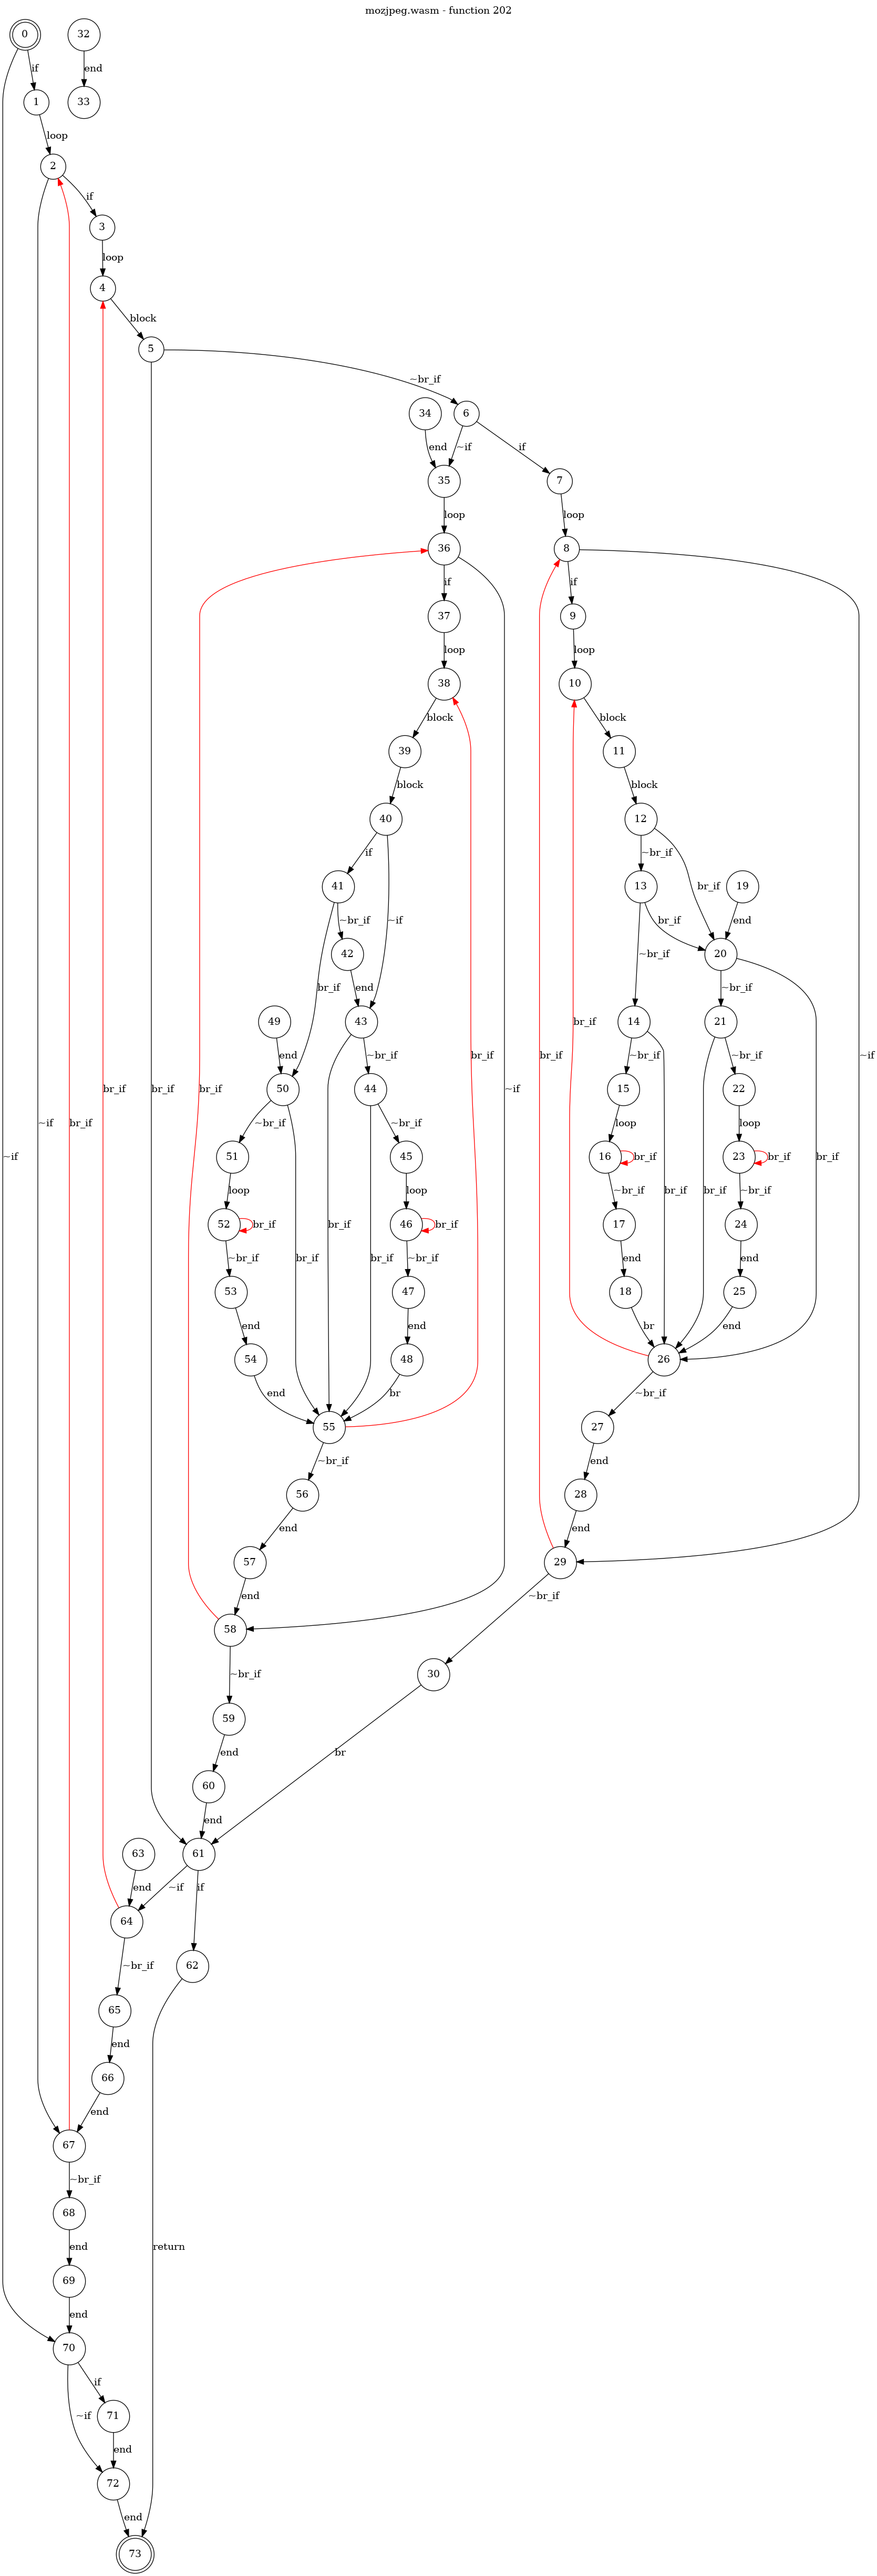 mozjpeg.wasm - function 202
0
32
if
end
1
33
loop
2
if
3
loop
4
block
5
~br_if
34
6
end
~if
if
35
7
loop
loop
36
8
if
if
37
9
loop
loop
38
10
block
block
39
11
block
block
40
12
if
~br_if
br_if
41
13
19
~br_if
~if
br_if
end
42
~br_if
20
br_if
end
~br_if
49
43
14
21
end
~br_if
~br_if
~br_if
br_if
br_if
br_if
br_if
br_if
br_if
~if
br_if
~if
50
44
15
22
~if
br_if
~br_if
~br_if
loop
loop
~if
51
45
16
br_if
23
br_if
br_if
loop
loop
br_if
br_if
~br_if
~br_if
52
br_if
46
br_if
17
24
br_if
~br_if
~br_if
end
end
53
47
18
25
end
end
br
end
54
48
26
end
br
~br_if
55
27
~br_if
end
56
28
end
end
57
29
end
~br_if
58
30
~br_if
59
end
br
60
end
63
61
end
~if
if
64
62
~br_if
65
end
66
end
67
~br_if
68
end
return
69
end
70
if
~if
71
end
72
end
73